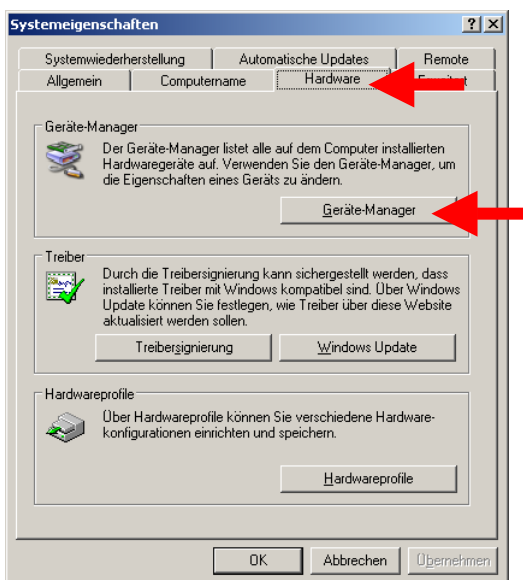 Systemeigenschaften
Systemwiederherstellung Automatische Updates Remote
Allgemein Computername Hardware
Geräte-Manager
Der Geräte-Manager listet alle auf dem Computer installierten
Hardwaregeräte auf. Verwenden Sie den Geräte-Manager, um
die Eigenschaften eines Geräts zu ändern.
Geräte-Manager
Treiber
Durch die Treibersignierung kann sichergestellt werden, dass
installierte Treiber mit Windows kompatibel sind. Über Windows
Update können Sie festlegen, wie Treiber über diese Website
aktualisiert werden sollen.
Treibersignierung Windows Update
Hardwareprofile
Über Hardwareprofile können Sie verschiedene Hardware-
konfigurationen einrichten und speichern.
Hardwareprofile
OK Abbrechen Übernehmen